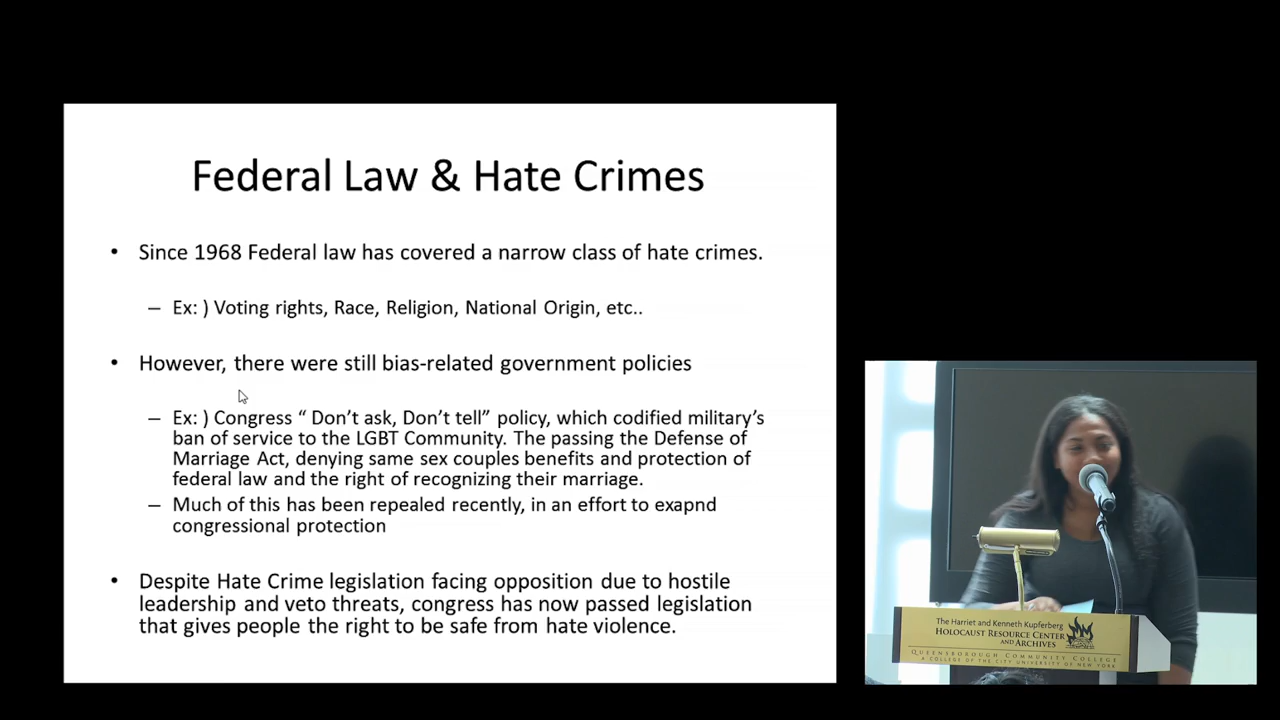 Federal Law & Hate Crimes
• Since 1968 Federal law has covered a narrow class of hate crimes.
– Ex: ) Voting rights, Race, Religion, National Origin, etc..
• However, there were still bias-related government policies
– Ex: ) Congress “ Don’t ask, Don’t tell” policy, which codified military’s
ban of service to the LGBT Community. The passing the Defense of
Marriage Act, denying same sex couples benefits and protection of
federal law and the right of recognizing their marriage.
– Much of this has been repealed recently, in an effort to exapnd
congressional protection
• Despite Hate Crime legislation facing opposition due to hostile
leadership and veto threats, congress has now passed legislation
that gives people the right to be safe from hate violence.
The Harriet and Kenneth Kupferberg
HOLOCAUST RESOURCE CENTER
AND ARCHIVES
QUEENSBOROUGH COMMUNITY COLLEGE
A COLLEGE OF THE CITY UNIVERSITY OF NEW YORK